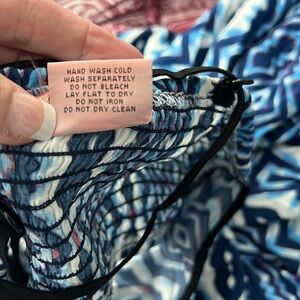 HAND WASH COLD
WASH SEPARATELY
DO NOT BLEACH
LAY FLAT TO DRY
DO NOT IRON
DO NOT DRY CLEAN